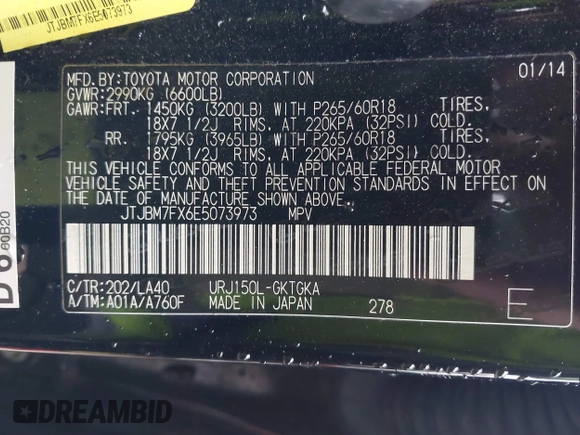 JTJBM7FX6E5073973
MFD. BY:TOYOTA MOTOR CORPORATION 01/14
GVWR:2990KG (6600LB)
GAWR:FRT. 1450KG (3200LB) WITH P265/60R18 TIRES.
18X7 1/2J RIMS, AT 220KPA (32PSI) COLD.
RR. 1795KG (3965LB) WITH P265/60R18 TIRES.
18X7 1/2J RIMS, AT 220KPA (32PSI) COLD.
THIS VEHICLE CONFORMS TO ALL APPLICABLE FEDERAL MOTOR
VEHICLE SAFETY AND THEFT PREVENTION STANDARDS IN EFFECT ON
THE DATE OF MANUFACTURE SHOWN ABOVE.
JTJBM7FX6E5073973 MPV
C/TR:202/LA40 URJ150L-GKTGKA
A/TM:A01A/A760F MADE IN JAPAN 278 E
60B20
DREAMBID